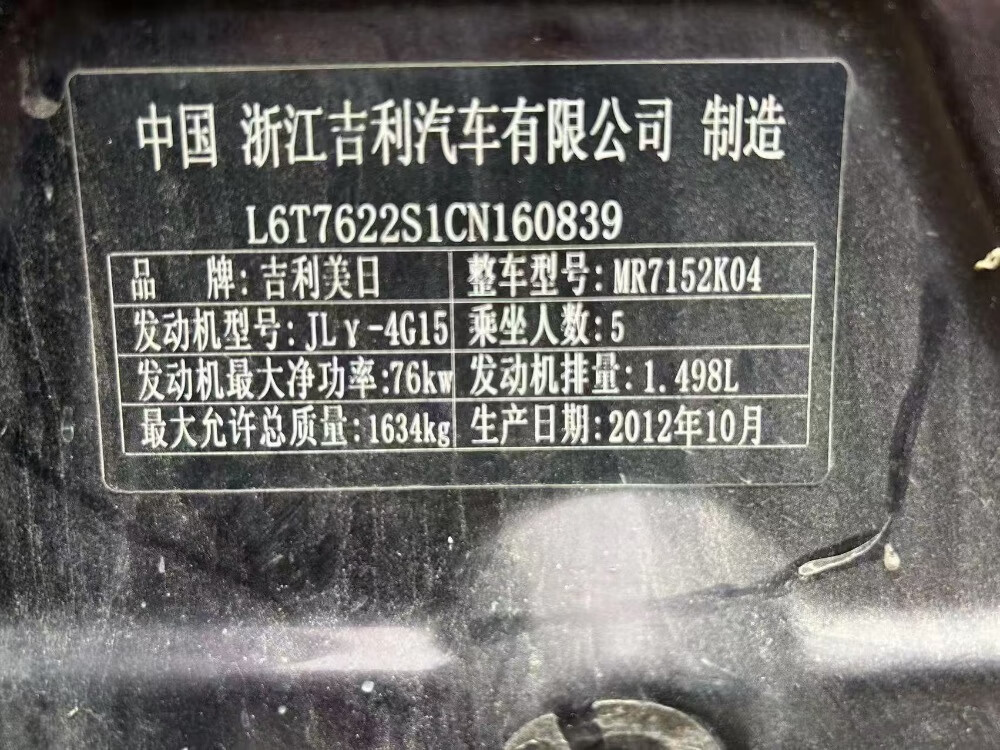 中国 浙江吉利汽车有限公司 制造
L6T7622S1CN160839
品 牌: 吉利美日 整车型号: MR7152K04
发动机型号: JLγ-4G15 乘坐人数: 5
发动机最大净功率: 76kw 发动机排量: 1.498L
最大允许总质量: 1634kg 生产日期: 2012年10月